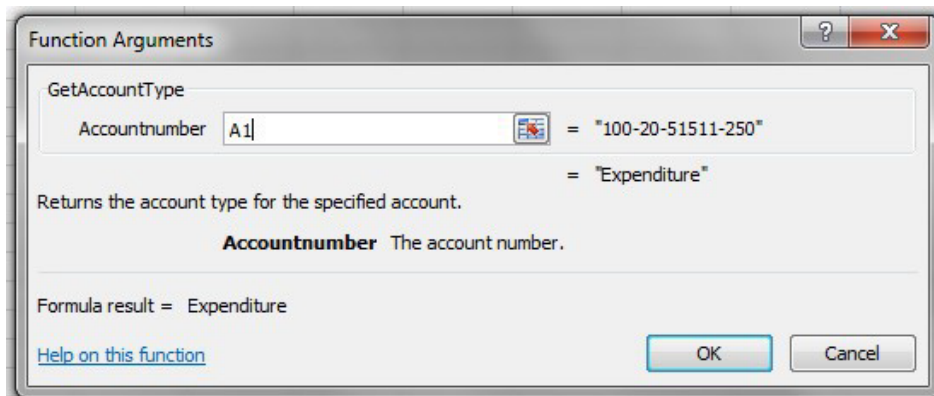 Function Arguments
GetAccountType
Accountnumber A1 = "100-20-51511-250"
= "Expenditure"
Returns the account type for the specified account.
Accountnumber The account number.
Formula result = Expenditure
Help on this function OK Cancel